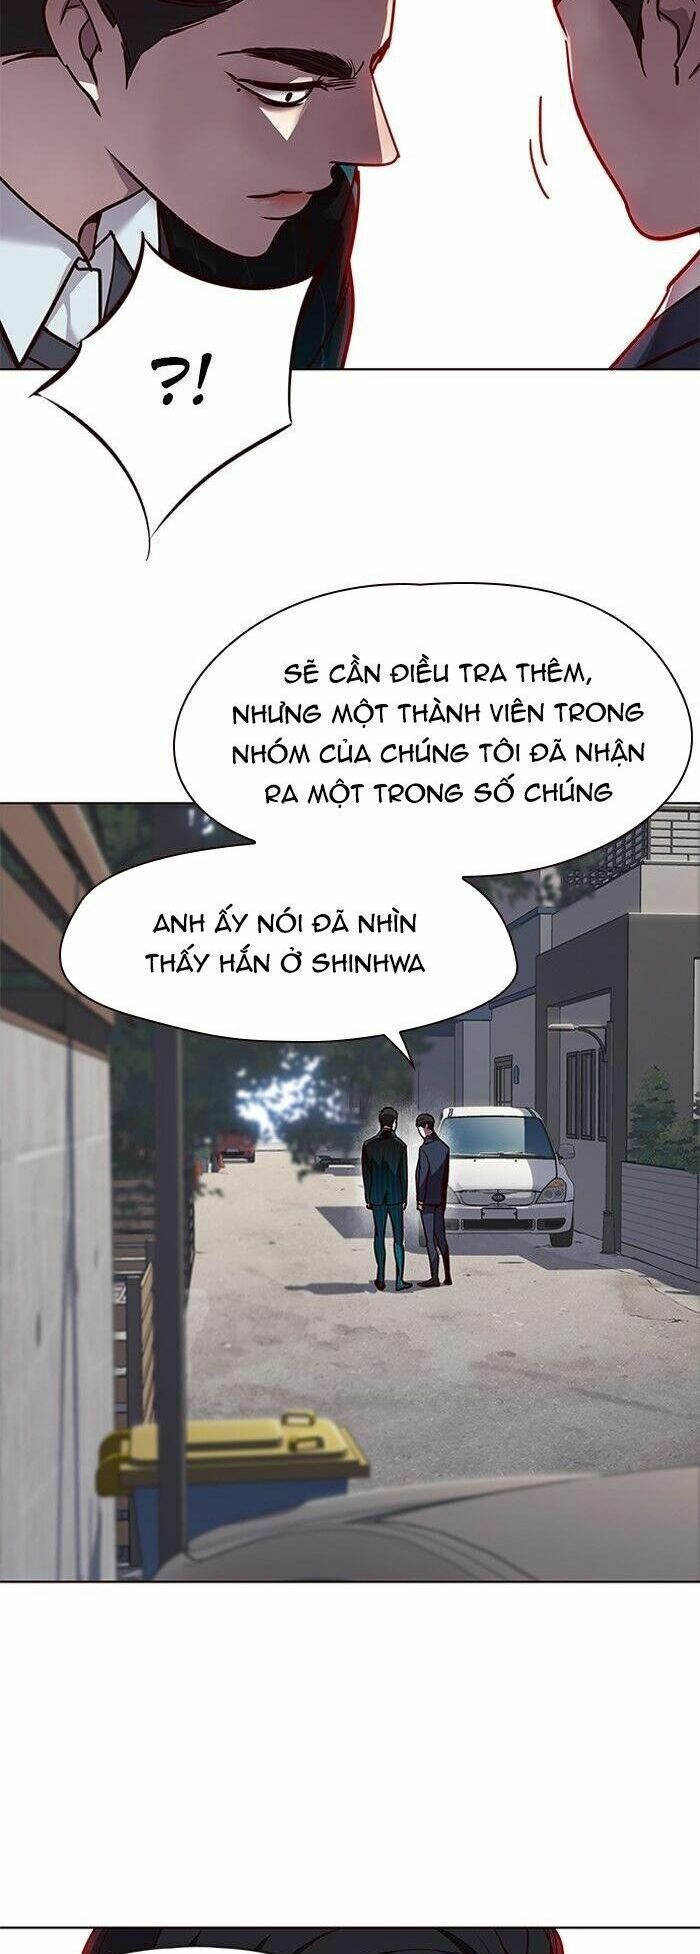 ?!
SẼ CẦN ĐIỀU TRA THÊM,
NHƯNG MỘT THÀNH VIÊN TRONG
NHÓM CỦA CHÚNG TÔI ĐÃ NHẬN
RA MỘT TRONG SỐ CHÚNG
ANH ẤY NÓI ĐÃ NHÌN
THẤY HẮN Ở SHINHWA